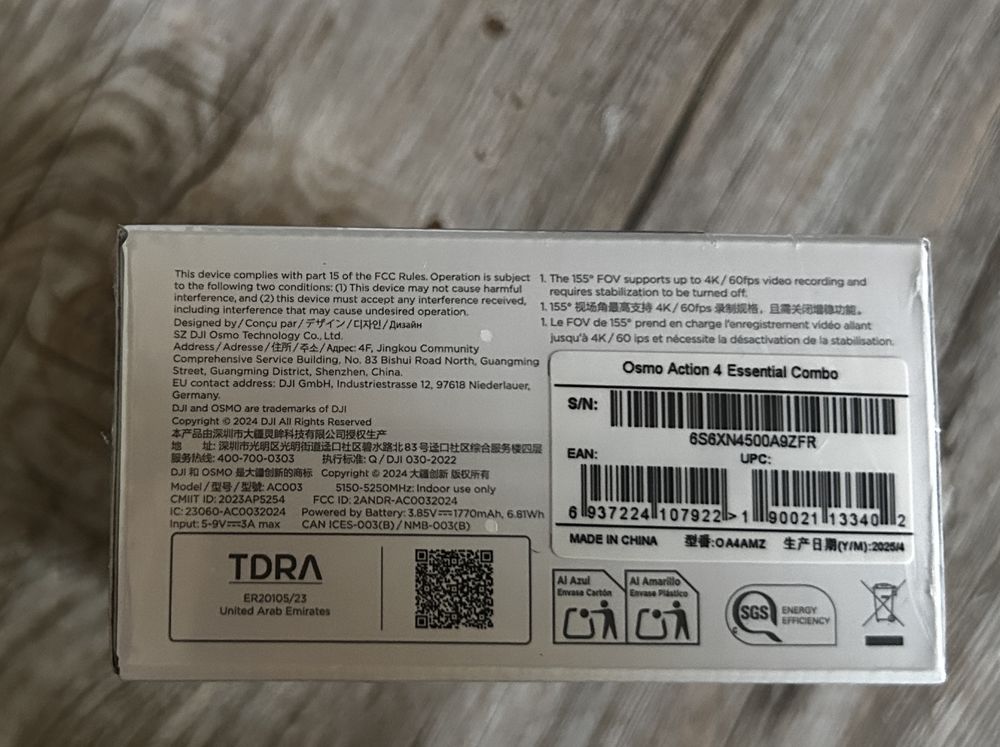 This device complies with part 15 of the FCC Rules. Operation is subject
to the following two conditions: (1) This device may not cause harmful
interference, and (2) this device must accept any interference received,
including interference that may cause undesired operation.
Designed by / Conçu par / デザイン / 디자인 / Дизайн
SZ DJI Osmo Technology Co., Ltd.
Address / Adresse / 住所 / 주소 / Адрес: 4F, Jingkou Community
Comprehensive Service Building, No. 83 Bishui Road North, Guangming
Street, Guangming District, Shenzhen, China.
EU contact address: DJI GmbH, Industriestrasse 12, 97618 Niederlauer,
Germany.
DJI and OSMO are trademarks of DJI
Copyright © 2024 DJI All Rights Reserved
本产品由深圳市大疆灵眸科技有限公司授权生产
地 址: 深圳市光明区光明街道迳口社区碧水路北83号迳口社区综合服务楼四层
服务热线: 400-700-0303 执行标准: Q / DJI 030-2022
DJI 和 OSMO 是大疆创新的商标 Copyright © 2024 大疆创新 版权所有
Model / 型号 / 型號: AC003 5150-5250MHz: Indoor use only
CMIIT ID: 2023AP5254 FCC ID: 2ANDR-AC0032024
IC: 23060-AC0032024 Powered by Battery: 3.85V⎓1770mAh, 6.81Wh
Input: 5-9V⎓3A max CAN ICES-003(B) / NMB-003(B)
TDRA
ER20105/23
United Arab Emirates
1. The 155° FOV supports up to 4K / 60fps video recording and
requires stabilization to be turned off.
1. 155° 视场角最高支持 4K / 60fps 录制规格，且需关闭增稳功能。
1. Le FOV de 155° prend en charge l'enregistrement vidéo allant
jusqu'à 4K / 60 ips et nécessite la désactivation de la stabilisation.
Osmo Action 4 Essential Combo
S/N:
6S6XN4500A9ZFR
EAN: UPC:
6 937224 107922 > 1 90021 13340 2
MADE IN CHINA 型番:OA4AMZ 生产日期(Y/M): 2025/4
Al Azul
Envase Cartón
Al Amarillo
Envase Plástico
SGS
ENERGY
EFFICIENCY